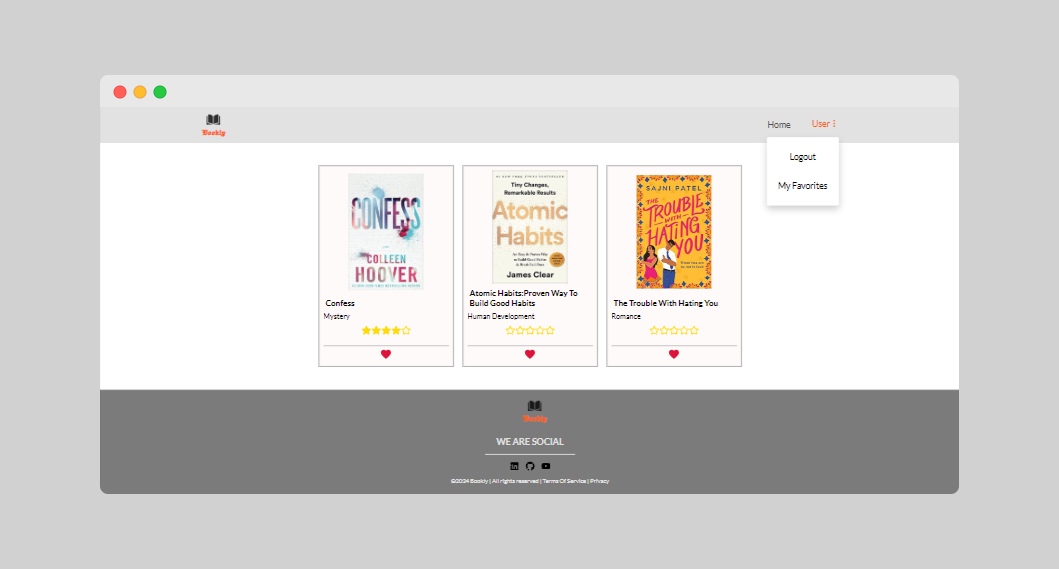 Bookly
Home
User
Logout
My Favorites
CONFESS
COLLEEN
HOOVER
Confess
Mystery
Tiny Changes,
Remarkable Results
Atomic
Habits
James Clear
Atomic Habits:Proven Way To
Build Good Habits
Human Development
SAJNI PATEL
THE
TROUBLE
WITH
HATING
YOU
The Trouble With Hating You
Romance
Bookly
WE ARE SOCIAL
©2024 Bookly | All rights reserved | Terms Of Service | Privacy